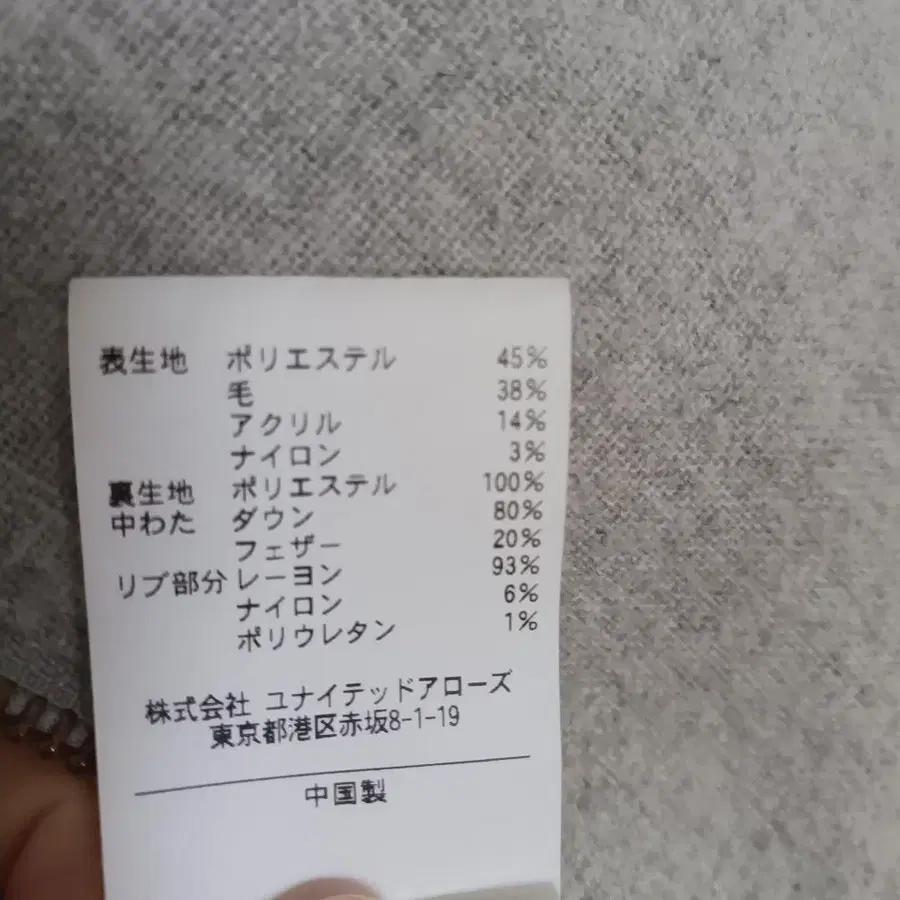 表生地 ポリエステル 45%
毛 38%
アクリル 14%
ナイロン 3%
裏生地 ポリエステル 100%
中わた ダウン 80%
フェザー 20%
リブ部分 レーヨン 93%
ナイロン 6%
ポリウレタン 1%
株式会社 ユナイテッドアローズ
東京都港区赤坂8-1-19
中国製